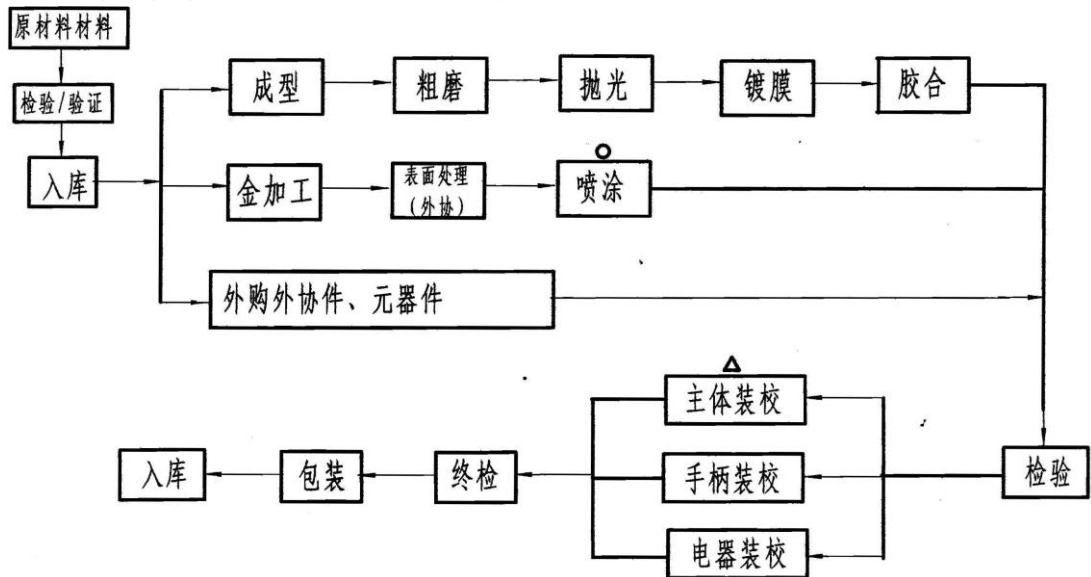 原材料材料
检验/验证
入库
成型
粗磨
抛光
镀膜
胶合
金加工
表面处理
(外协)
喷涂
外购外协件、元器件
主体装校
手柄装校
电器装校
检验
终检
包装
入库